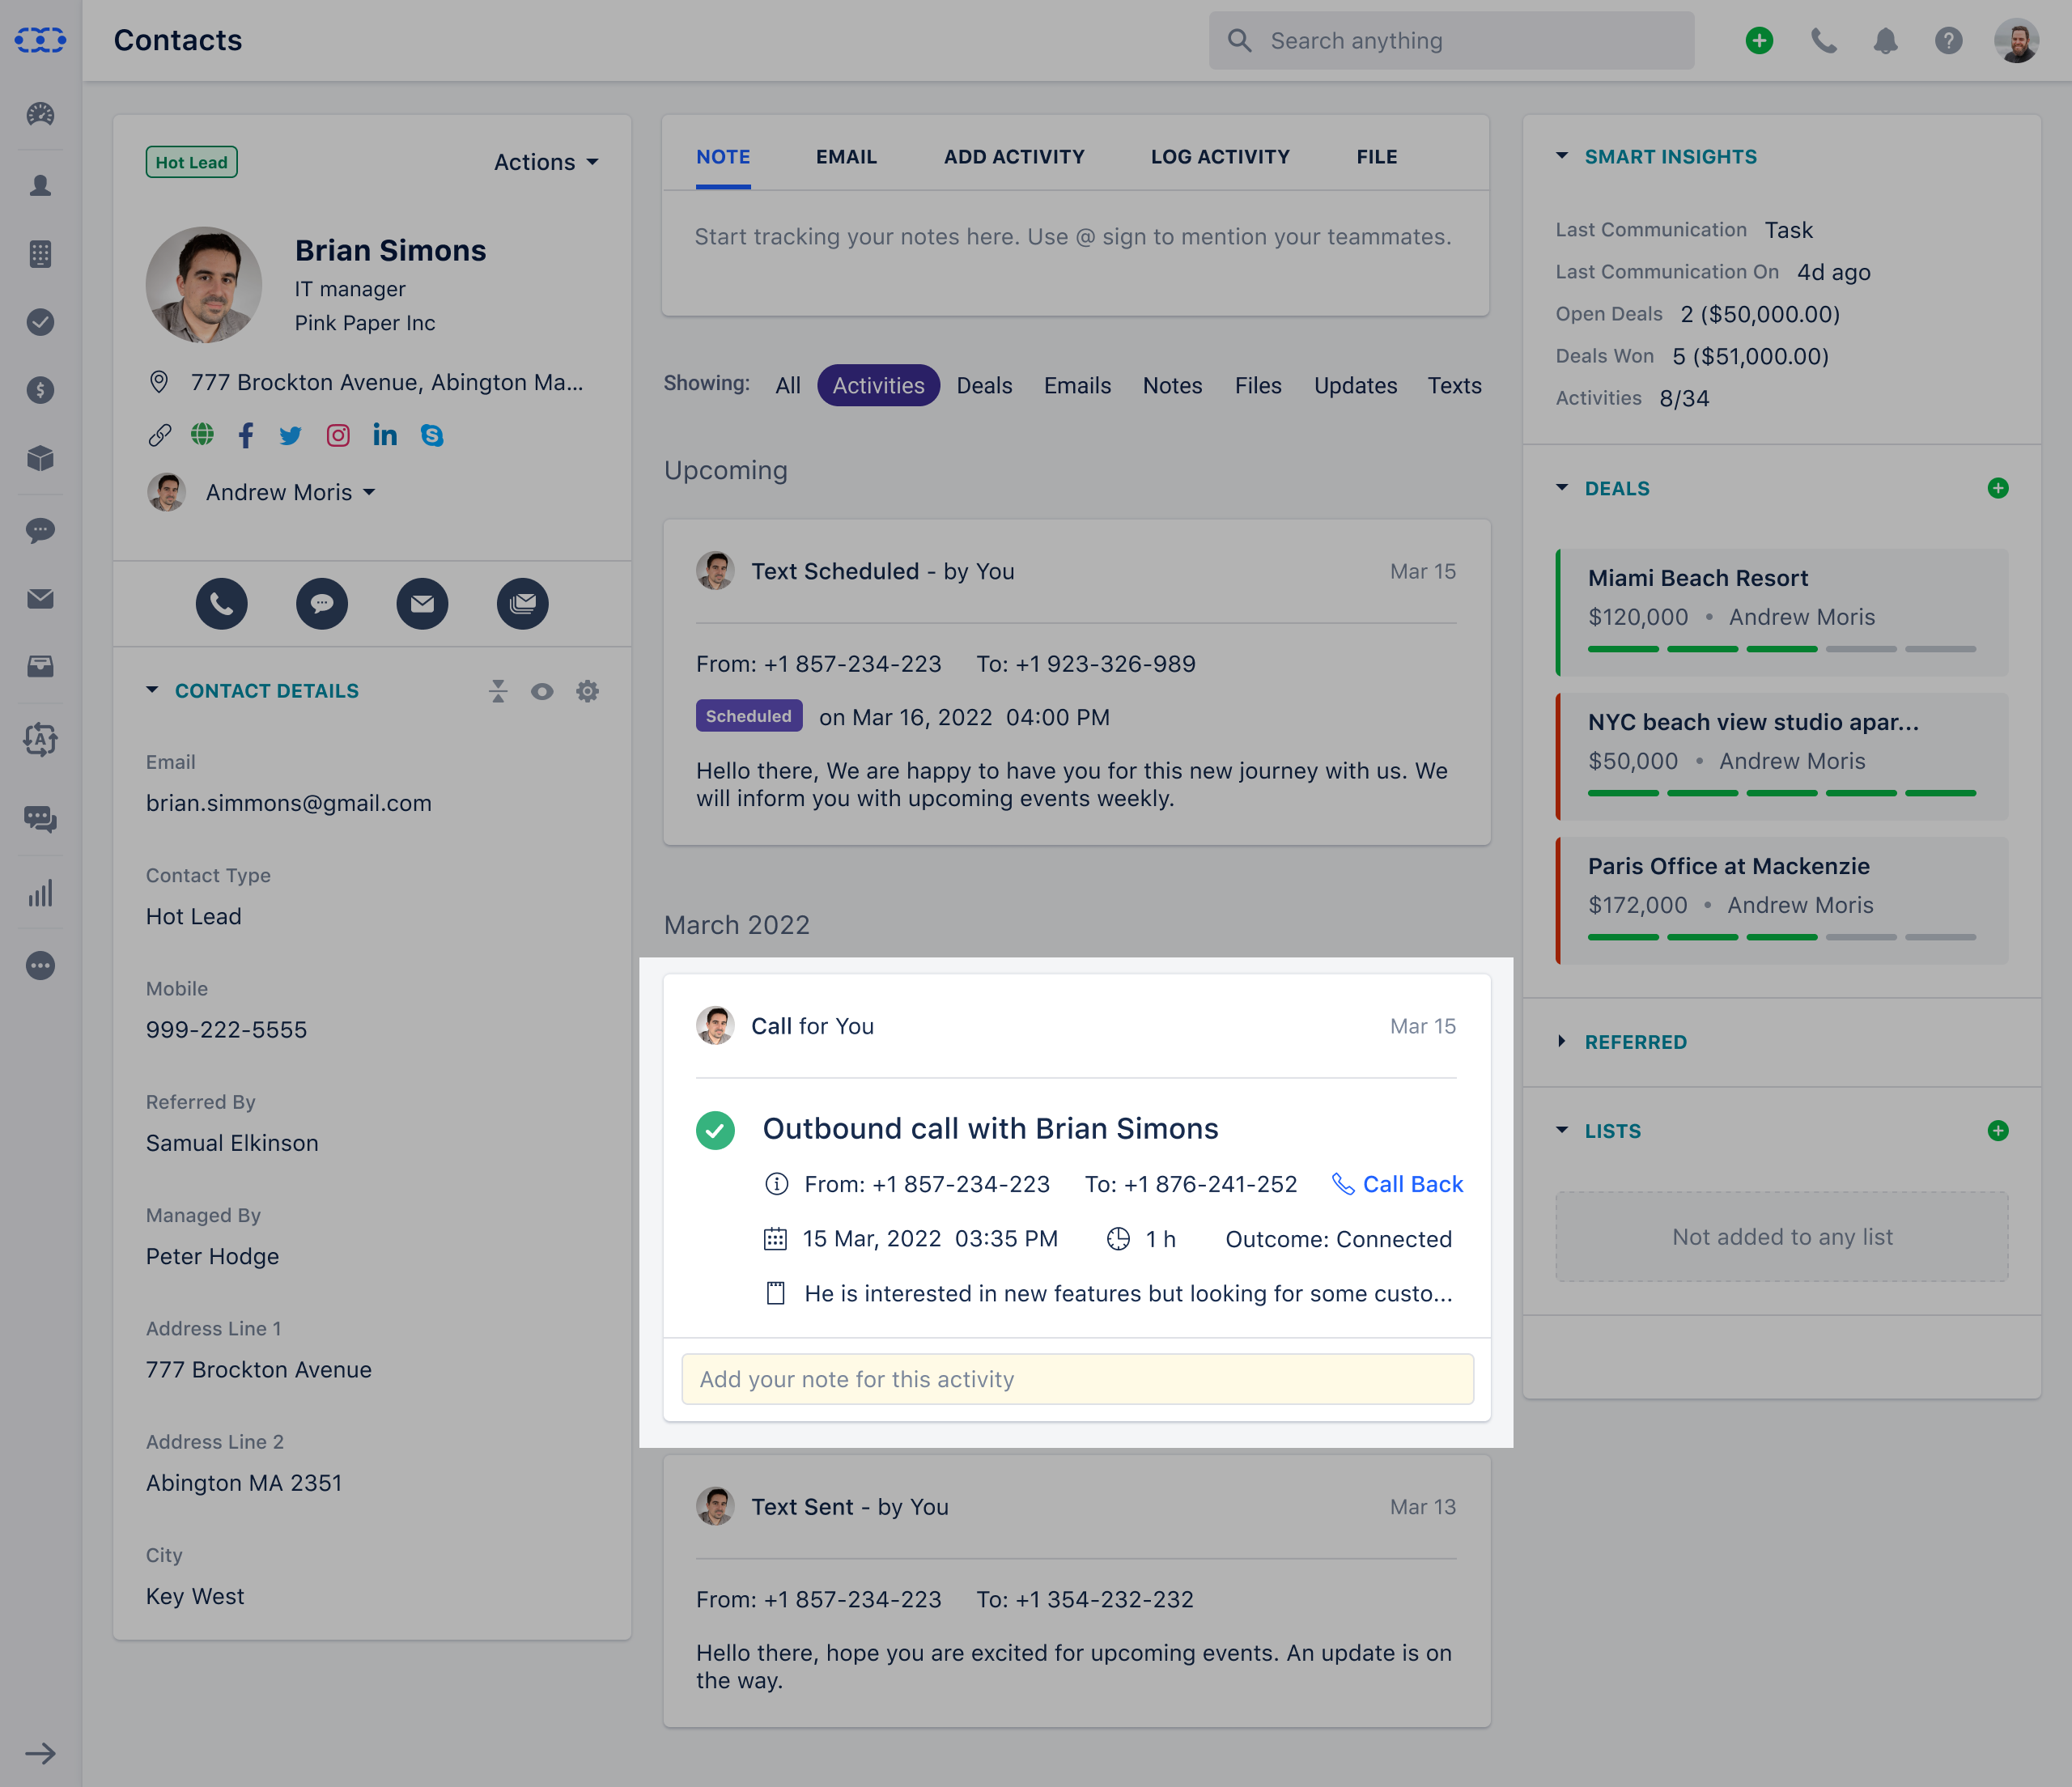 Contacts
Search anything
Hot Lead
Actions
Brian Simons
IT manager
Pink Paper Inc
777 Brockton Avenue, Abington Ma...
Andrew Moris
CONTACT DETAILS
Email
brian.simmons@gmail.com
Contact Type
Hot Lead
Mobile
999-222-5555
Referred By
Samual Elkinson
Managed By
Peter Hodge
Address Line 1
777 Brockton Avenue
Address Line 2
Abington MA 2351
City
Key West
NOTE EMAIL ADD ACTIVITY LOG ACTIVITY FILE
Start tracking your notes here. Use @ sign to mention your teammates.
Showing: All Activities Deals Emails Notes Files Updates Texts
Upcoming
Text Scheduled - by You Mar 15
From: +1 857-234-223 To: +1 923-326-989
Scheduled on Mar 16, 2022 04:00 PM
Hello there, We are happy to have you for this new journey with us. We
will inform you with upcoming events weekly.
March 2022
Call for You Mar 15
Outbound call with Brian Simons
From: +1 857-234-223 To: +1 876-241-252 Call Back
15 Mar, 2022 03:35 PM 1 h Outcome: Connected
He is interested in new features but looking for some custo...
Add your note for this activity
Text Sent - by You Mar 13
From: +1 857-234-223 To: +1 354-232-232
Hello there, hope you are excited for upcoming events. An update is on
the way.
SMART INSIGHTS
Last Communication Task
Last Communication On 4d ago
Open Deals 2 ($50,000.00)
Deals Won 5 ($51,000.00)
Activities 8/34
DEALS
Miami Beach Resort
$120,000 • Andrew Moris
NYC beach view studio apar...
$50,000 • Andrew Moris
Paris Office at Mackenzie
$172,000 • Andrew Moris
REFERRED
LISTS
Not added to any list